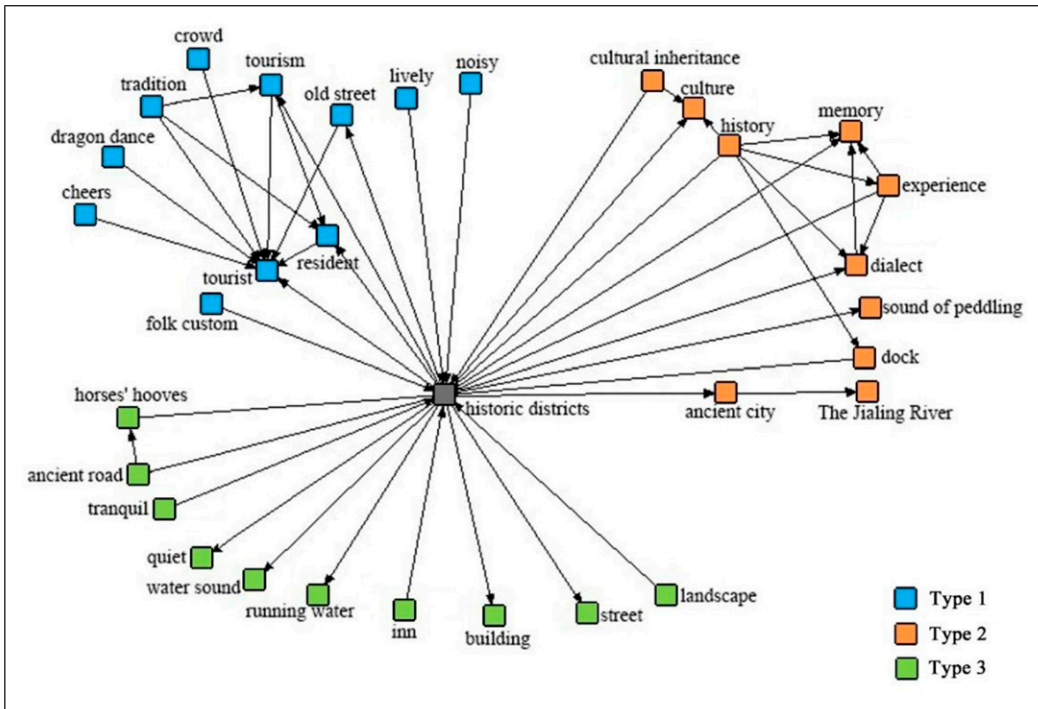 crowd
tourism
tradition
old street
lively
noisy
dragon dance
cheers
resident
tourist
folk custom
cultural inheritance
culture
history
memory
experience
dialect
sound of peddling
dock
ancient city
The Jialing River
historic districts
horses' hooves
ancient road
tranquil
quiet
water sound
running water
inn
building
street
landscape
Type 1
Type 2
Type 3